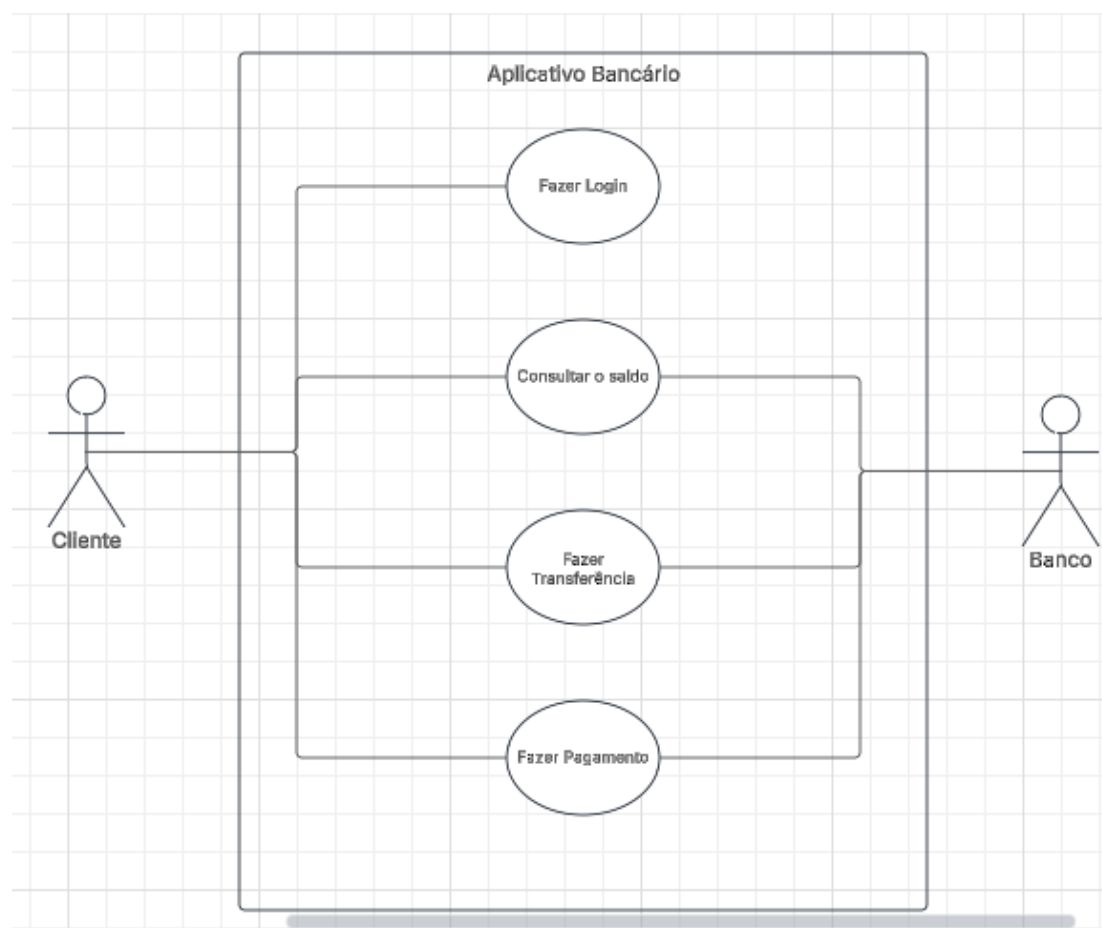 Aplicativo Bancário
Fazer Login
Consultar o saldo
Cliente
Banco
Fazer
Transferência
Fazer Pagamento